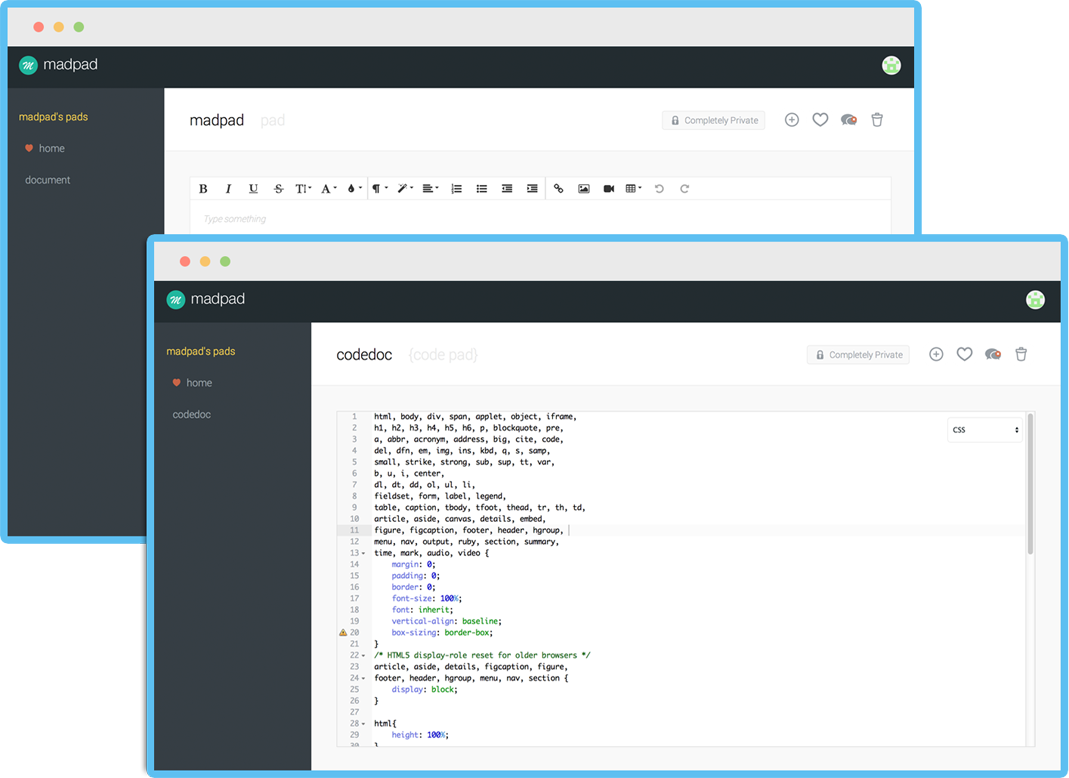 madpad
madpad's pads
home
document
madpad pad
Completely Private
Type something
madpad
madpad's pads
home
codedoc
codedoc {code pad}
Completely Private
CSS
1 html, body, div, span, applet, object, iframe,
2 h1, h2, h3, h4, h5, h6, p, blockquote, pre,
3 a, abbr, acronym, address, big, cite, code,
4 del, dfn, em, img, ins, kbd, q, s, samp,
5 small, strike, strong, sub, sup, tt, var,
6 b, u, i, center,
7 dl, dt, dd, ol, ul, li,
8 fieldset, form, label, legend,
9 table, caption, tbody, tfoot, thead, tr, th, td,
10 article, aside, canvas, details, embed,
11 figure, figcaption, footer, header, hgroup,
12 menu, nav, output, ruby, section, summary,
13 time, mark, audio, video {
14 margin: 0;
15 padding: 0;
16 border: 0;
17 font-size: 100%;
18 font: inherit;
19 vertical-align: baseline;
20 box-sizing: border-box;
21 }
22 /* HTML5 display-role reset for older browsers */
23 article, aside, details, figcaption, figure,
24 footer, header, hgroup, menu, nav, section {
25 display: block;
26 }
27
28 html{
29 height: 100%;
30 }